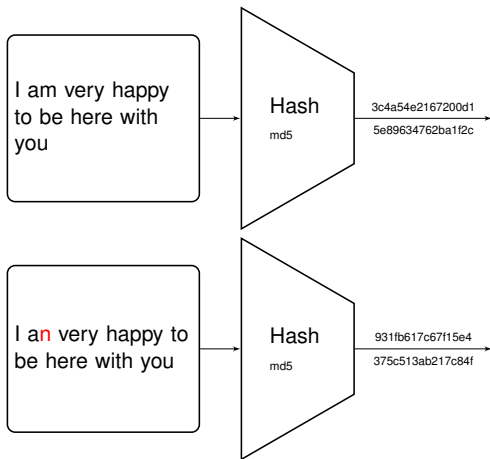 I am very happy
to be here with
you
Hash
md5
3c4a54e2167200d1
5e89634762ba1f2c
I an very happy to
be here with you
Hash
md5
931fb617c67f15e4
375c513ab217c84f